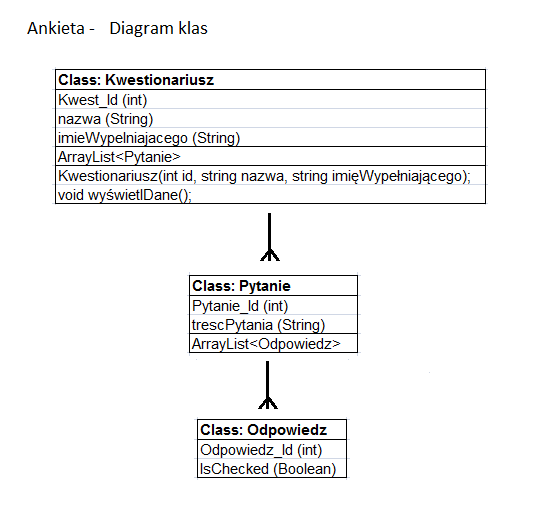 Ankieta - Diagram klas
Class: Kwestionariusz
Kwest_Id (int)
nazwa (String)
imieWypelniajacego (String)
ArrayList<Pytanie>
Kwestionariusz(int id, string nazwa, string imięWypełniającego);
void wyświetlDane();
Class: Pytanie
Pytanie_Id (int)
trescPytania (String)
ArrayList<Odpowiedz>
Class: Odpowiedz
Odpowiedz_Id (int)
IsChecked (Boolean)